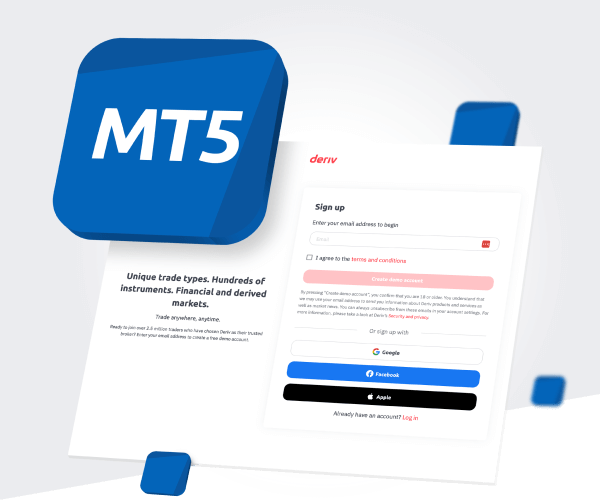 MT5
deriv
Sign up
Enter your email address to begin
Email
I agree to the terms and conditions
Create demo account
By pressing "Create demo account", you confirm that you are 18 or older. You understand that
we may use your email address to send you information about Deriv products and services as
well as market news. You can always unsubscribe from these emails in your account settings. For
more information, please take a look at Deriv's Security and privacy.
Or sign up with
Google
Facebook
Apple
Already have an account? Log in
Unique trade types. Hundreds of
instruments. Financial and derived
markets.
Trade anywhere, anytime.
Ready to join over 2.5 million traders who have chosen Deriv as their trusted
broker? Enter your email address to create a free demo account.